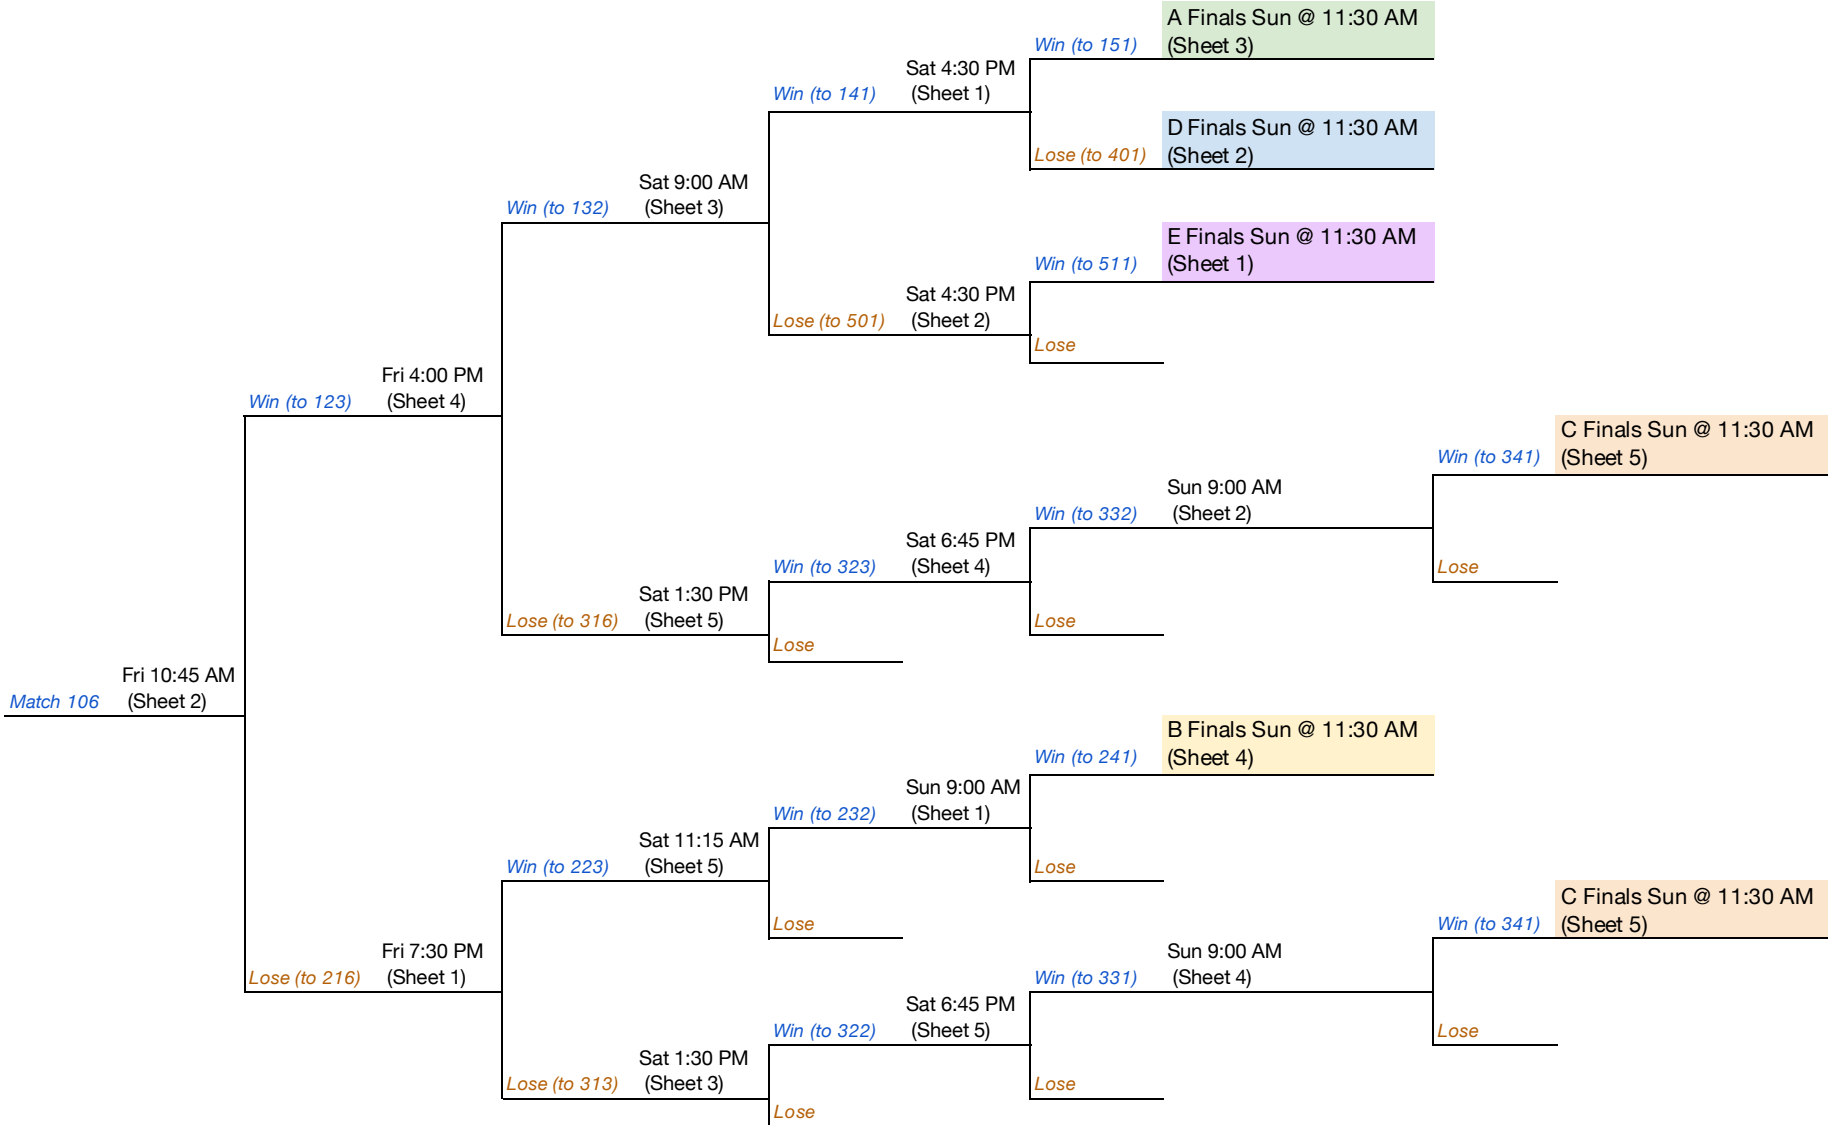 A Finals Sun @ 11:30 AM
Win (to 151)
(Sheet 3)
Sat 4:30 PM
Win (to 141)
(Sheet 1)
D Finals Sun @ 11:30 AM
Lose (to 401)
(Sheet 2)
Sat 9:00 AM
Win (to 132)
(Sheet 3)
E Finals Sun @ 11:30 AM
Win (to 511)
(Sheet 1)
Sat 4:30 PM
Lose (to 501)
(Sheet 2)
Lose
Fri 4:00 PM
Win (to 123)
(Sheet 4)
C Finals Sun @ 11:30 AM
Win (to 341)
(Sheet 5)
Sun 9:00 AM
Win (to 332)
(Sheet 2)
Sat 6:45 PM
Win (to 323)
(Sheet 4)
Lose
Sat 1:30 PM
Lose (to 316)
(Sheet 5)
Lose
Lose
Fri 10:45 AM
Match 106
(Sheet 2)
B Finals Sun @ 11:30 AM
Win (to 241)
(Sheet 4)
Sun 9:00 AM
Win (to 232)
(Sheet 1)
Sat 11:15 AM
Win (to 223)
(Sheet 5)
Lose
C Finals Sun @ 11:30 AM
Lose
Win (to 341)
(Sheet 5)
Fri 7:30 PM
Lose (to 216)
(Sheet 1)
Sun 9:00 AM
Win (to 331)
(Sheet 4)
Sat 6:45 PM
Win (to 322)
(Sheet 5)
Lose
Sat 1:30 PM
Lose (to 313)
(Sheet 3)
Lose
Lose